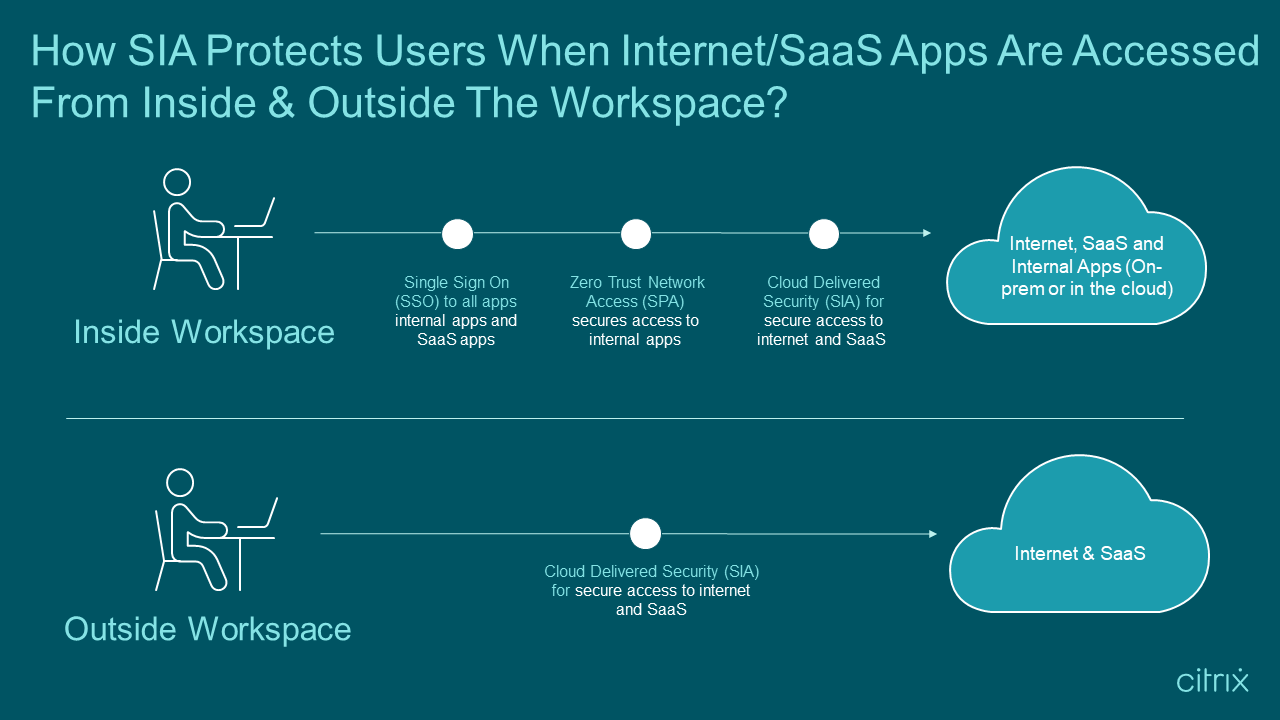 How SIA Protects Users When Internet/SaaS Apps Are Accessed
From Inside & Outside The Workspace?
Inside Workspace
Single Sign On
(SSO) to all apps
internal apps and
SaaS apps
Zero Trust Network
Access (SPA)
secures access to
internal apps
Cloud Delivered
Security (SIA) for
secure access to
internet and SaaS
Internet, SaaS and
Internal Apps (On-
prem or in the cloud)
Outside Workspace
Cloud Delivered Security (SIA)
for secure access to internet
and SaaS
Internet & SaaS
citrix